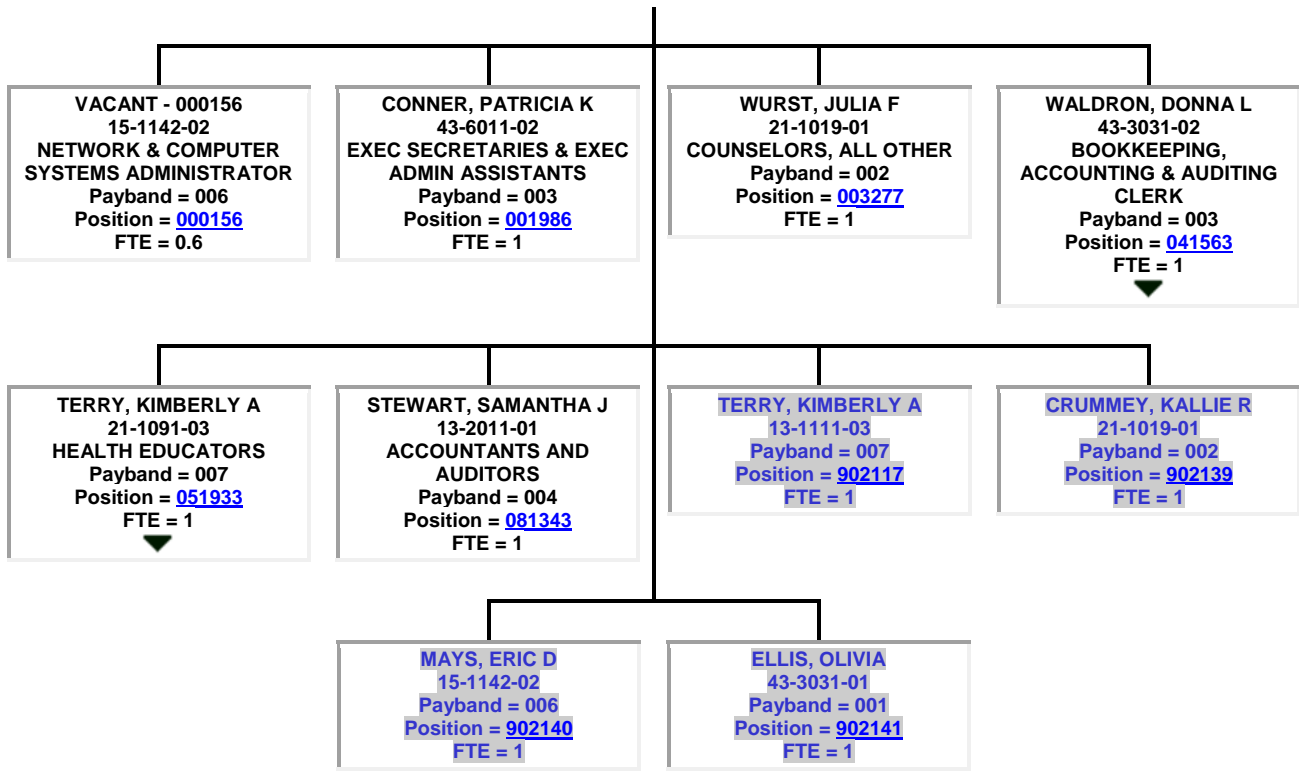 VACANT - 000156
15-1142-02
NETWORK & COMPUTER
SYSTEMS ADMINISTRATOR
Payband = 006
Position = 000156
FTE = 0.6
CONNER, PATRICIA K
43-6011-02
EXEC SECRETARIES & EXEC
ADMIN ASSISTANTS
Payband = 003
Position = 001986
FTE = 1
WURST, JULIA F
21-1019-01
COUNSELORS, ALL OTHER
Payband = 002
Position = 003277
FTE = 1
WALDRON, DONNA L
43-3031-02
BOOKKEEPING,
ACCOUNTING & AUDITING
CLERK
Payband = 003
Position = 041563
FTE = 1
TERRY, KIMBERLY A
21-1091-03
HEALTH EDUCATORS
Payband = 007
Position = 051933
FTE = 1
STEWART, SAMANTHA J
13-2011-01
ACCOUNTANTS AND
AUDITORS
Payband = 004
Position = 081343
FTE = 1
TERRY, KIMBERLY A
13-1111-03
Payband = 007
Position = 902117
FTE = 1
CRUMMEY, KALLIE R
21-1019-01
Payband = 002
Position = 902139
FTE = 1
MAYS, ERIC D
15-1142-02
Payband = 006
Position = 902140
FTE = 1
ELLIS, OLIVIA
43-3031-01
Payband = 001
Position = 902141
FTE = 1